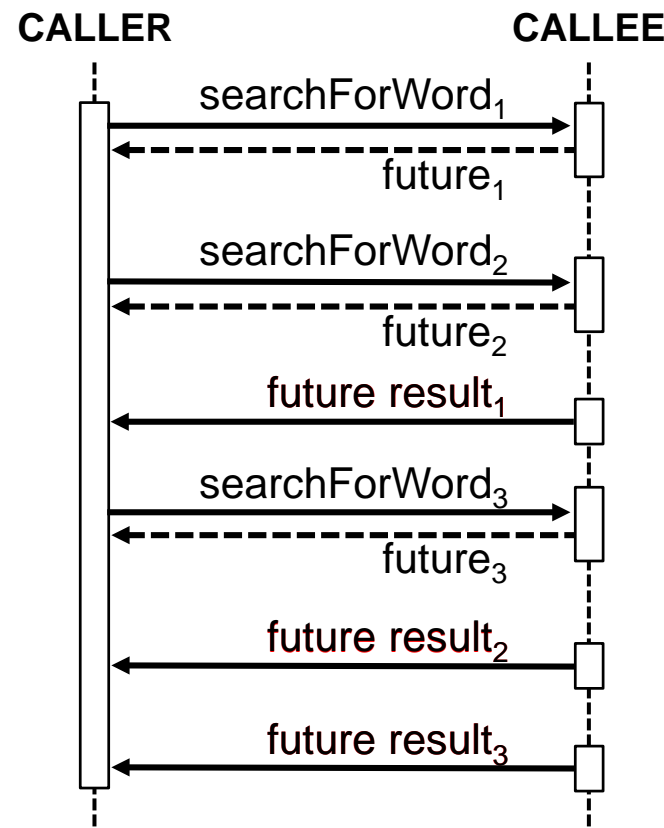 CALLER CALLEE
searchForWord₁
future₁
searchForWord₂
future₂
future result₁
searchForWord₃
future₃
future result₂
future result₃